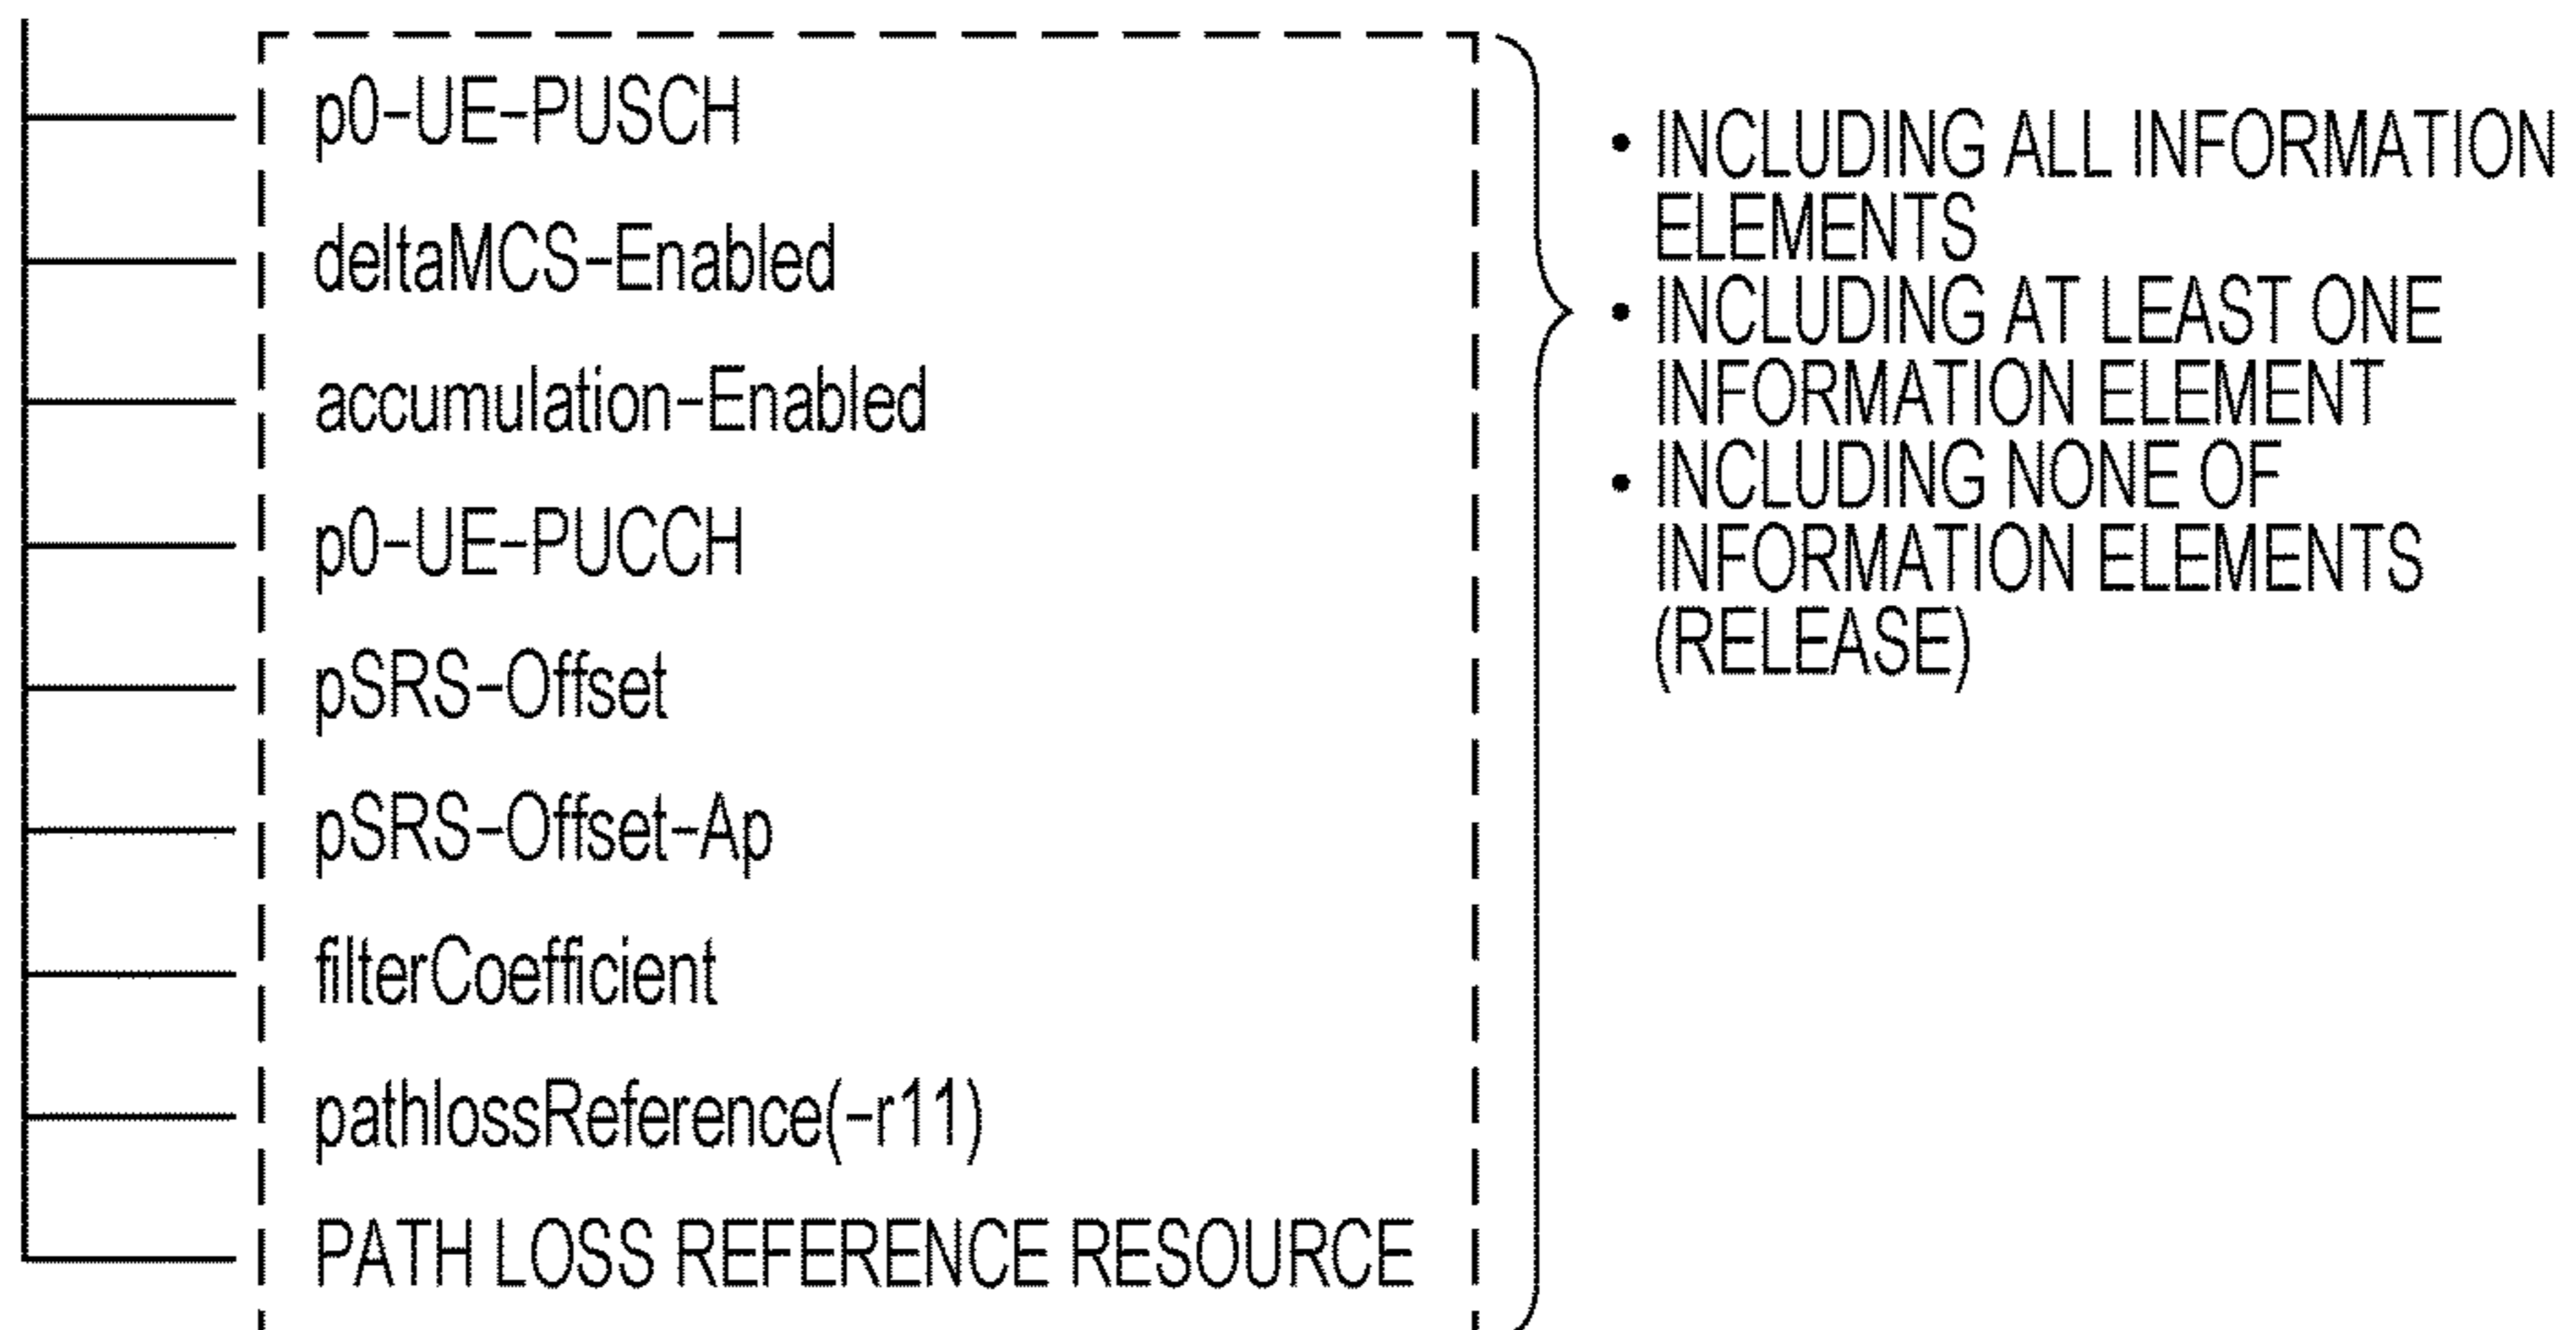 p0-UE-PUSCH
deltaMCS-Enabled
accumulation-Enabled
p0-UE-PUCCH
pSRS-Offset
pSRS-Offset-Ap
filterCoefficient
pathlossReference(-r11)
PATH LOSS REFERENCE RESOURCE
• INCLUDING ALL INFORMATION
ELEMENTS
• INCLUDING AT LEAST ONE
INFORMATION ELEMENT
• INCLUDING NONE OF
INFORMATION ELEMENTS
(RELEASE)